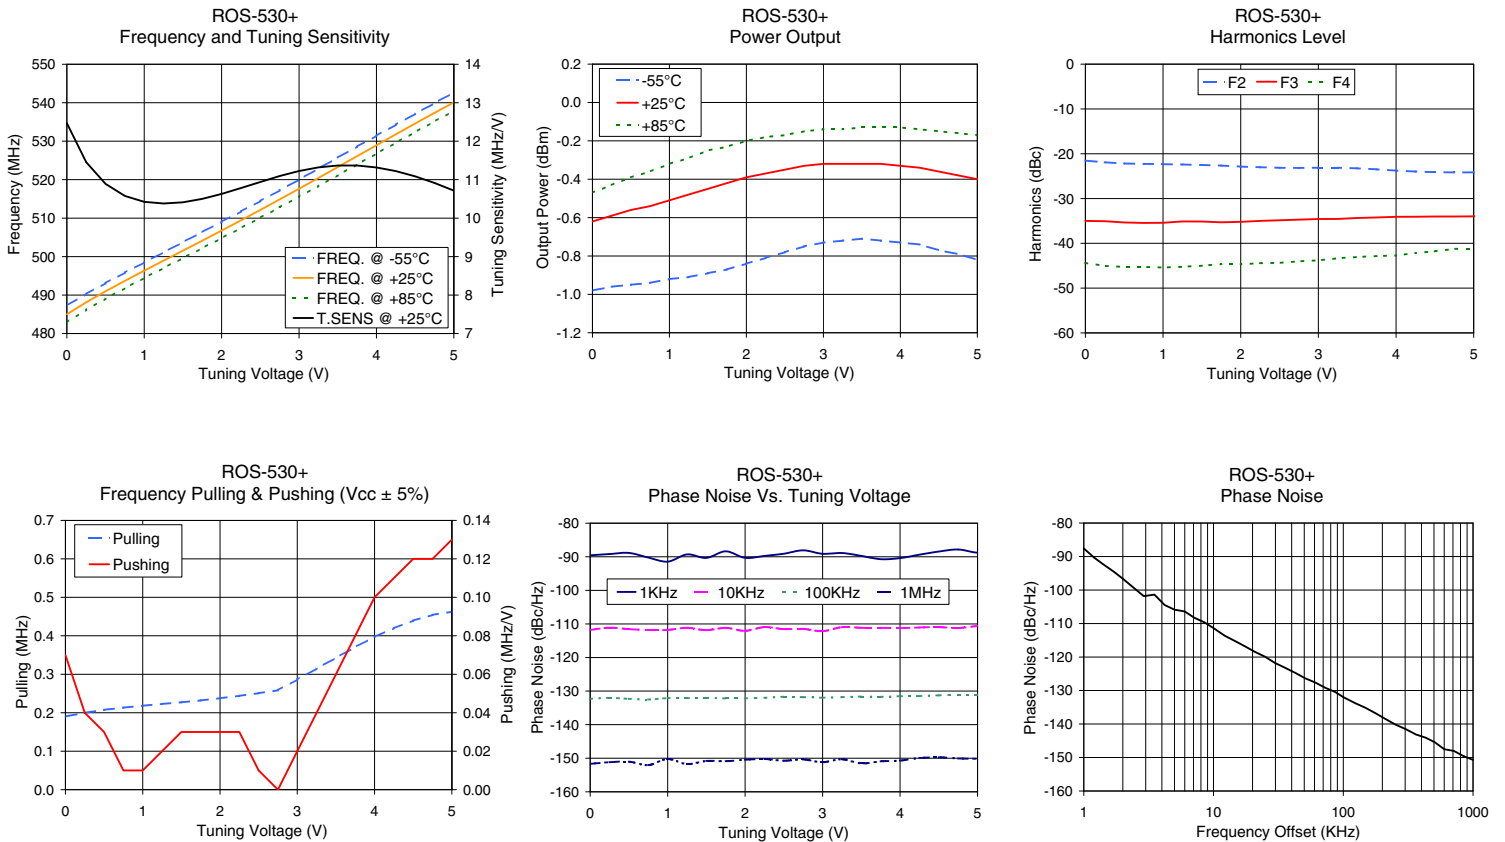 ROS-530+
Frequency and Tuning Sensitivity
550
540
530
520
510
500
490
480
14
13
12
11
10
9
8
7
0 1 2 3 4 5
Frequency (MHz)
Tuning Sensitivity (MHz/V)
Tuning Voltage (V)
FREQ. @ -55°C
FREQ. @ +25°C
FREQ. @ +85°C
T.SENS @ +25°C
ROS-530+
Power Output
0.2
0.0
-0.2
-0.4
-0.6
-0.8
-1.0
-1.2
0 1 2 3 4 5
Output Power (dBm)
Tuning Voltage (V)
-55°C
+25°C
+85°C
ROS-530+
Harmonics Level
0
-10
-20
-30
-40
-50
-60
0 1 2 3 4 5
Harmonics (dBc)
Tuning Voltage (V)
F2 F3 F4
ROS-530+
Frequency Pulling & Pushing (Vcc ± 5%)
0.7
0.6
0.5
0.4
0.3
0.2
0.1
0.0
0.14
0.12
0.10
0.08
0.06
0.04
0.02
0.00
0 1 2 3 4 5
Pulling (MHz)
Pushing (MHz/V)
Tuning Voltage (V)
Pulling
Pushing
ROS-530+
Phase Noise Vs. Tuning Voltage
-80
-90
-100
-110
-120
-130
-140
-150
-160
0 1 2 3 4 5
Phase Noise (dBc/Hz)
Tuning Voltage (V)
1KHz 10KHz 100KHz 1MHz
ROS-530+
Phase Noise
-80
-90
-100
-110
-120
-130
-140
-150
-160
1 10 100 1000
Phase Noise (dBc/Hz)
Frequency Offset (KHz)